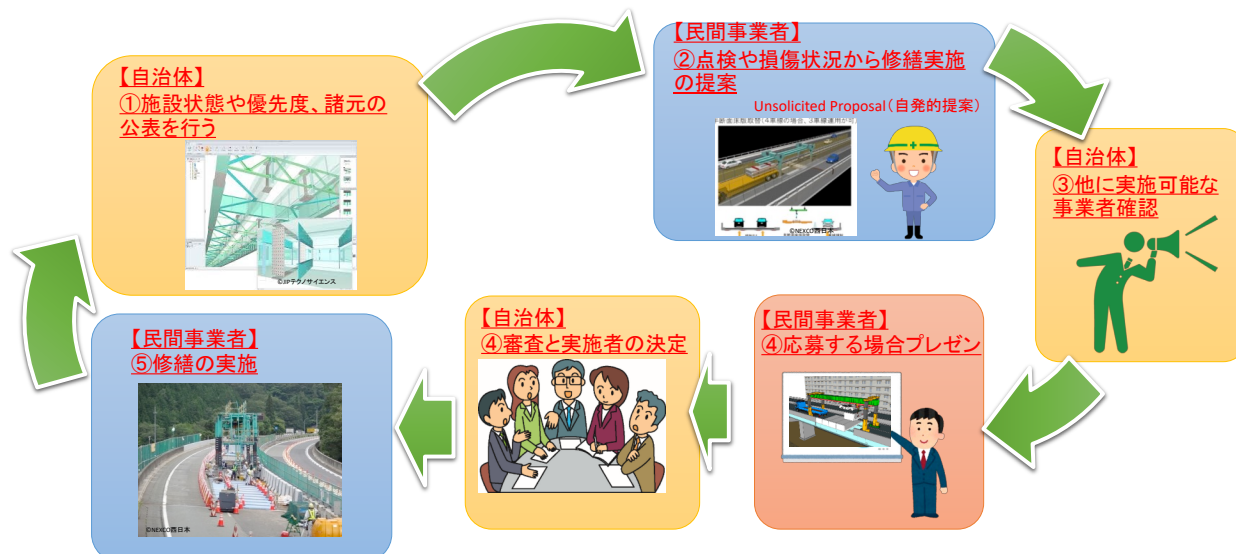 【自治体】
①施設状態や優先度、諸元の
公表を行う
©JIPテクノサイエンス
【民間事業者】
②点検や損傷状況から修繕実施
の提案
Unsolicited Proposal（自発的提案）
©NEXCO西日本
【自治体】
③他に実施可能な
事業者確認
【民間事業者】
④応募する場合プレゼン
【自治体】
④審査と実施者の決定
【民間事業者】
⑤修繕の実施
©NEXCO西日本